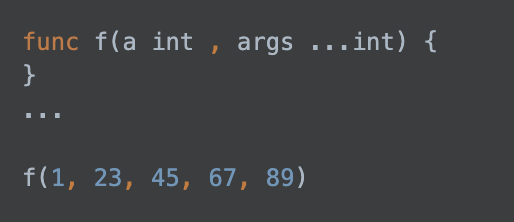 func f(a int , args ...int) {
}
...
f(1, 23, 45, 67, 89)